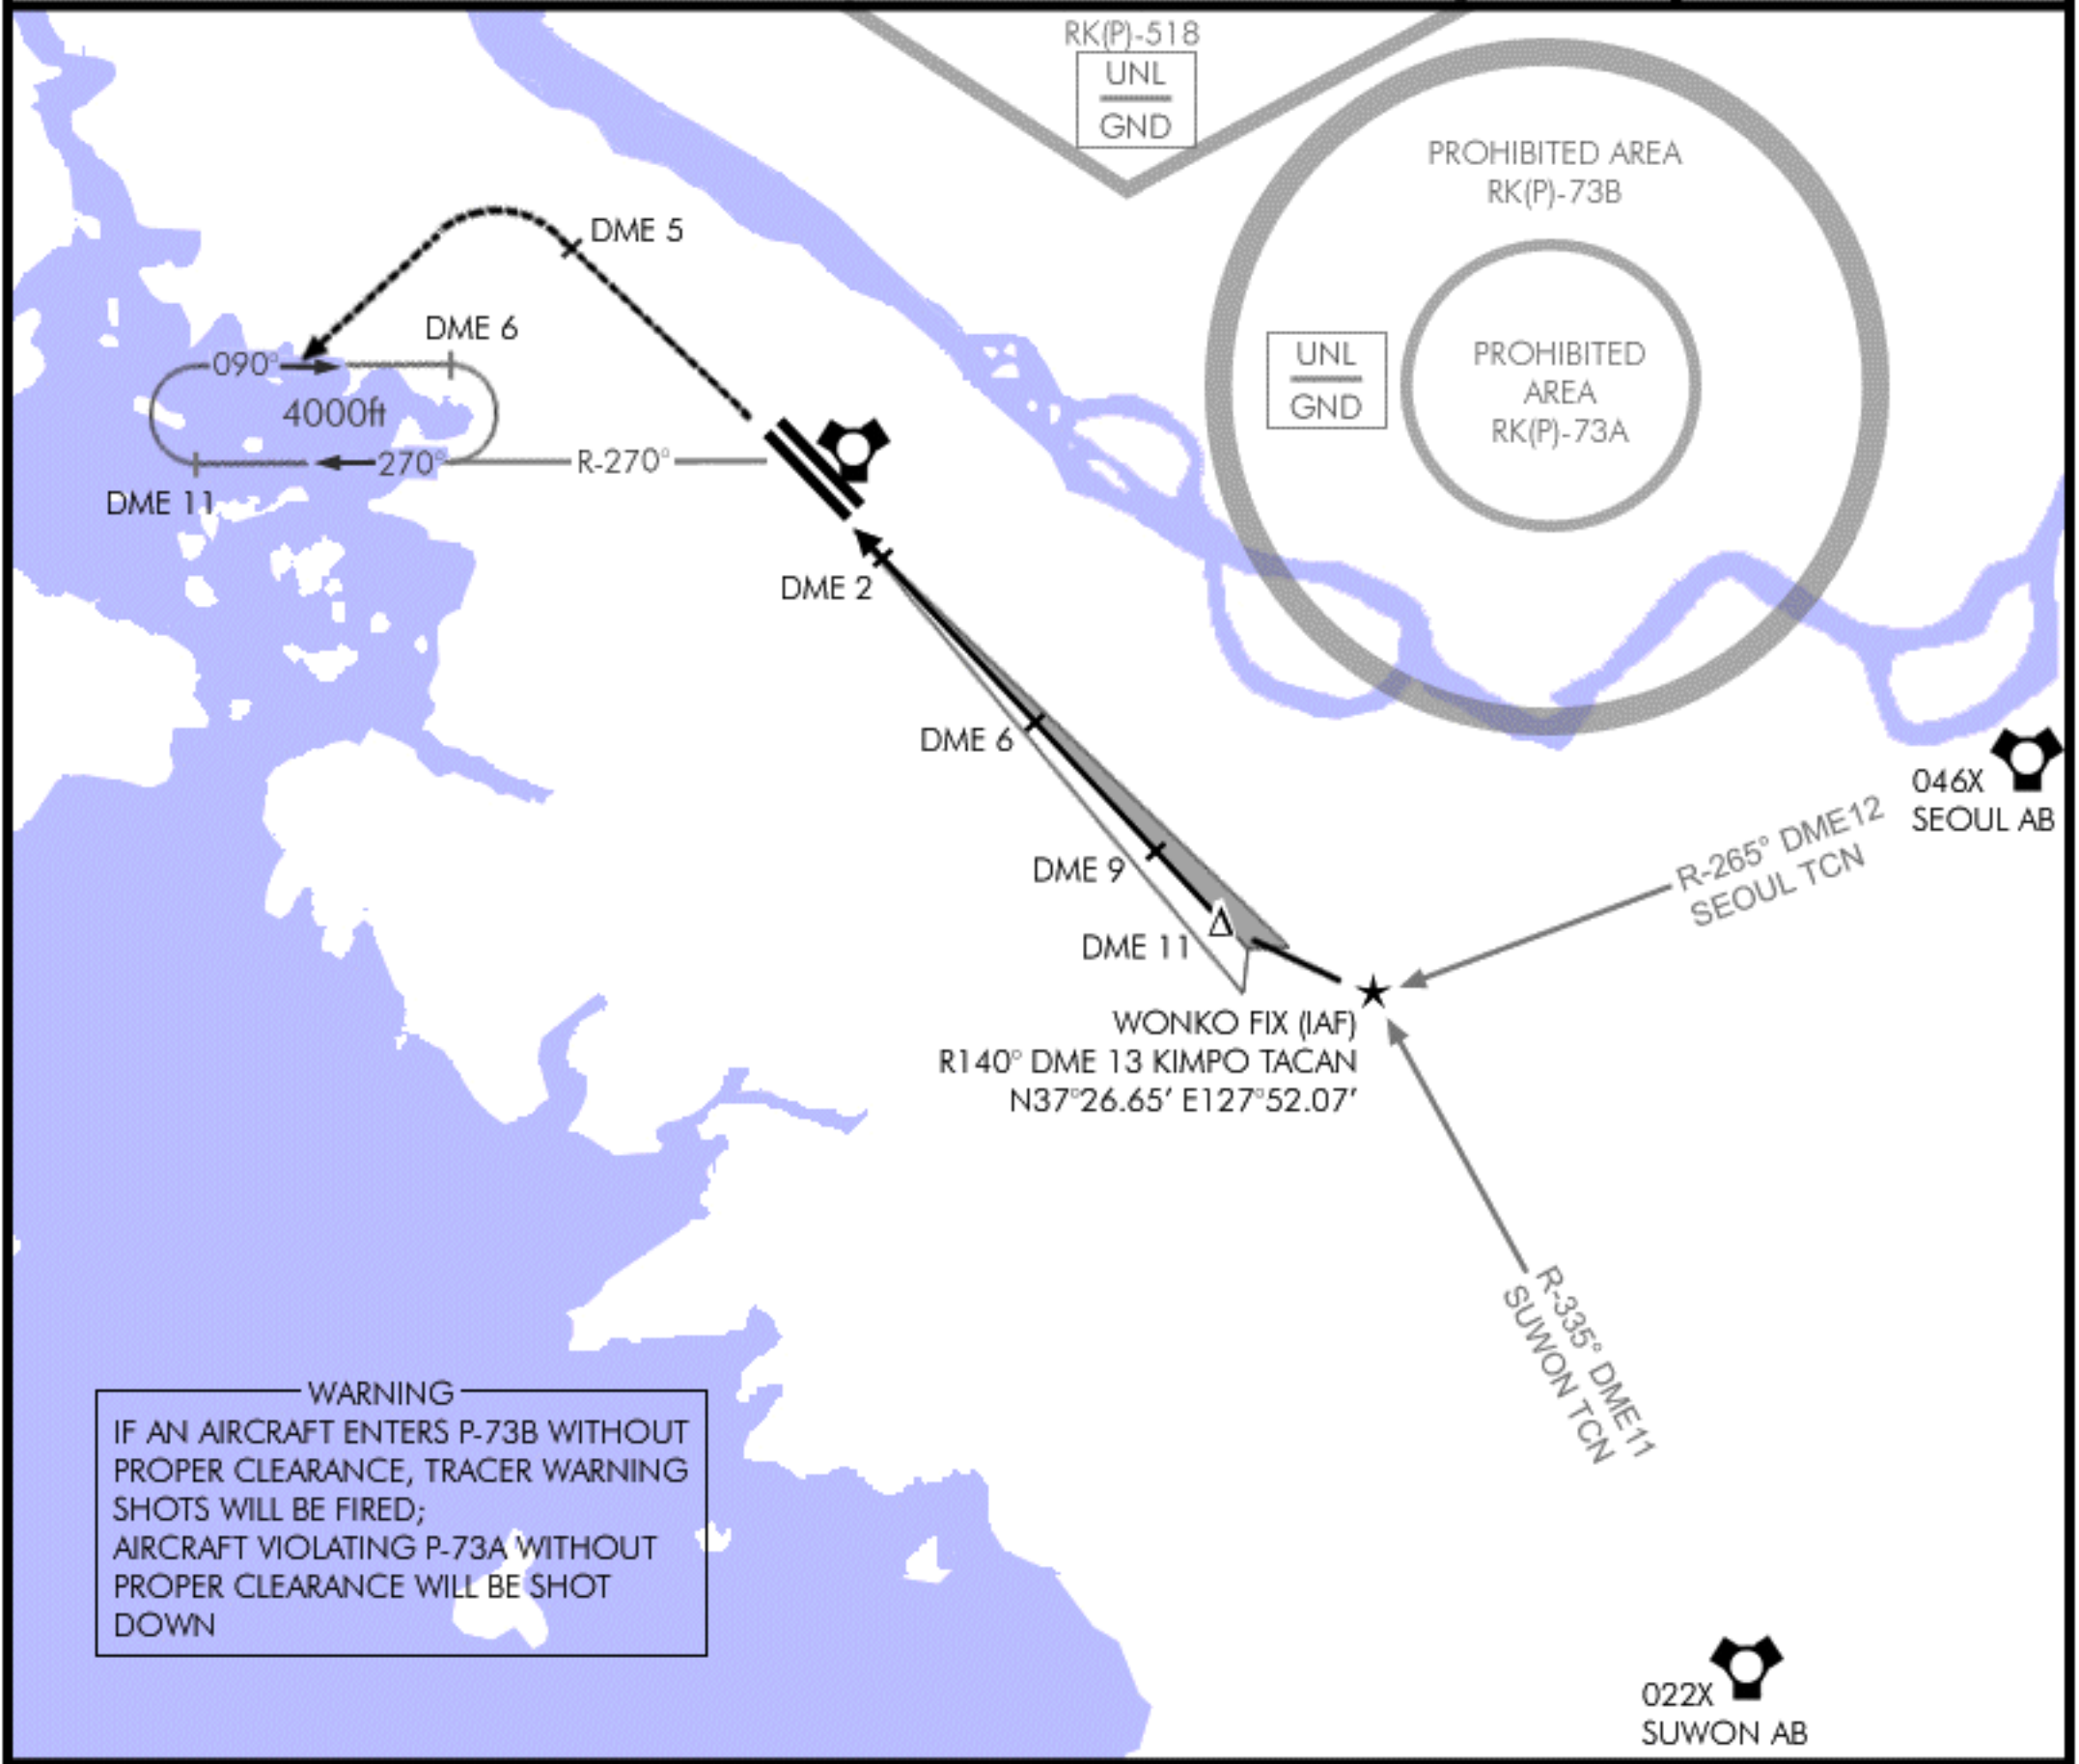 RK(P)-518
UNL
GND
PROHIBITED AREA
RK(P)-73B
UNL
GND
PROHIBITED
AREA
RK(P)-73A
DME 5
DME 6
090°
4000ft
270°
R-270°
DME 11
DME 2
DME 6
DME 9
DME 11
046X
SEOUL AB
R-265° DME12
SEOUL TCN
WONKO FIX (IAF)
R140° DME 13 KIMPO TACAN
N37°26.65' E127°52.07'
R-335° DME11
SUWON TCN
WARNING
IF AN AIRCRAFT ENTERS P-73B WITHOUT
PROPER CLEARANCE, TRACER WARNING
SHOTS WILL BE FIRED;
AIRCRAFT VIOLATING P-73A WITHOUT
PROPER CLEARANCE WILL BE SHOT
DOWN
022X
SUWON AB